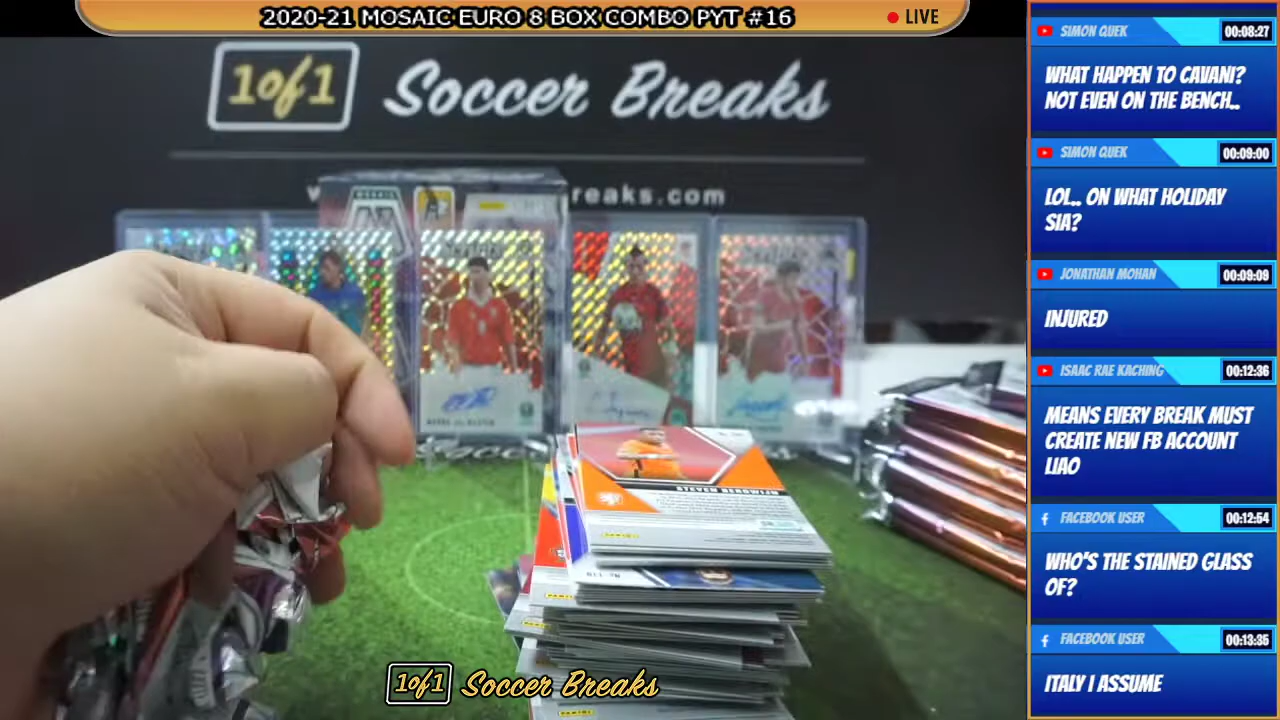 2020-21 MOSAIC EURO 8 BOX COMBO PYT #16
LIVE
1of1 Soccer Breaks
reaks.com
MOSAIC
STEVEN BERGWIJN
PANINI
1of1 Soccer Breaks
SIMON QUEK 00:08:27
WHAT HAPPEN TO CAVANI?
NOT EVEN ON THE BENCH..
SIMON QUEK 00:09:00
LOL.. ON WHAT HOLIDAY
SIA?
JONATHAN MOHAN 00:09:09
INJURED
ISAAC RAE KACHING 00:12:36
MEANS EVERY BREAK MUST
CREATE NEW FB ACCOUNT
LIAO
FACEBOOK USER 00:12:54
WHO'S THE STAINED GLASS
OF?
FACEBOOK USER 00:13:35
ITALY I ASSUME